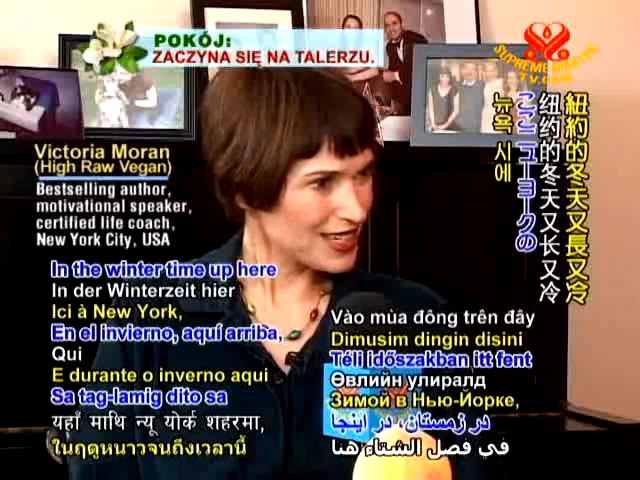 POKÓJ:
ZACZYNA SIĘ NA TALERZU.
SUPREME MASTER
TV.COM
Victoria Moran
(High Raw Vegan)
Bestselling author,
motivational speaker,
certified life coach,
New York City, USA
紐約的冬天又長又冷
纽约的冬天又长又冷
ここニューヨークの
뉴욕 시에
In the winter time up here
In der Winterzeit hier
Ici à New York,
En el invierno, aquí arriba,
Qui
E durante o inverno aqui
Sa tag-lamig dito sa
यहाँ माथि न्यू योर्क शहरमा,
ในฤดูหนาวจนถึงเวลานี้
Vào mùa đông trên đây
Dimusim dingin disini
Téli időszakban itt fent
Өвлийн улиралд
Зимой в Нью-Йорке,
در زمستان، در اینجا
في فصل الشتاء هنا